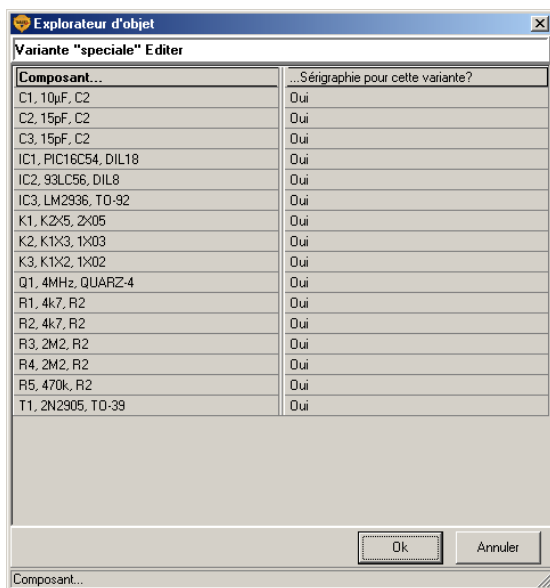 Explorateur d'objet
Variante "speciale" Editer
Composant... ...Sérigraphie pour cette variante?
C1, 10µF, C2 Oui
C2, 15pF, C2 Oui
C3, 15pF, C2 Oui
IC1, PIC16C54, DIL18 Oui
IC2, 93LC56, DIL8 Oui
IC3, LM2936, TO-92 Oui
K1, K2X5, 2X05 Oui
K2, K1X3, 1X03 Oui
K3, K1X2, 1X02 Oui
Q1, 4MHz, QUARZ-4 Oui
R1, 4k7, R2 Oui
R2, 4k7, R2 Oui
R3, 2M2, R2 Oui
R4, 2M2, R2 Oui
R5, 470k, R2 Oui
T1, 2N2905, TO-39 Oui
Ok Annuler
Composant...